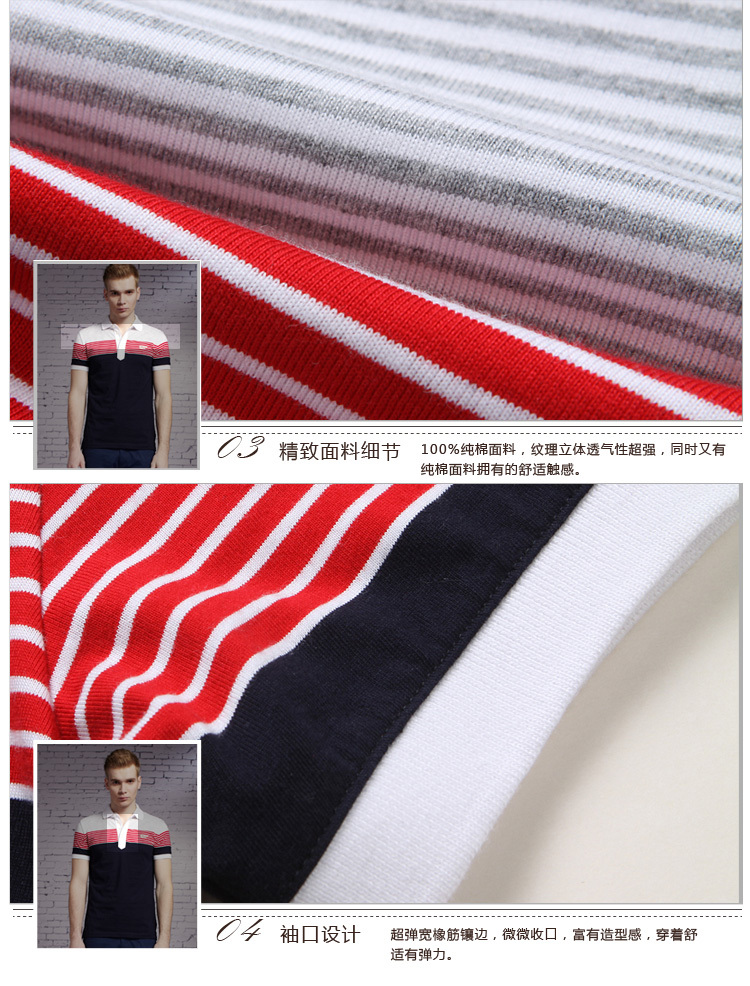 03 精致面料细节
100%纯棉面料，纹理立体透气性超强，同时又有
纯棉面料拥有的舒适触感。
04 袖口设计
超弹宽橡筋镶边，微微收口，富有造型感，穿着舒
适有弹力。